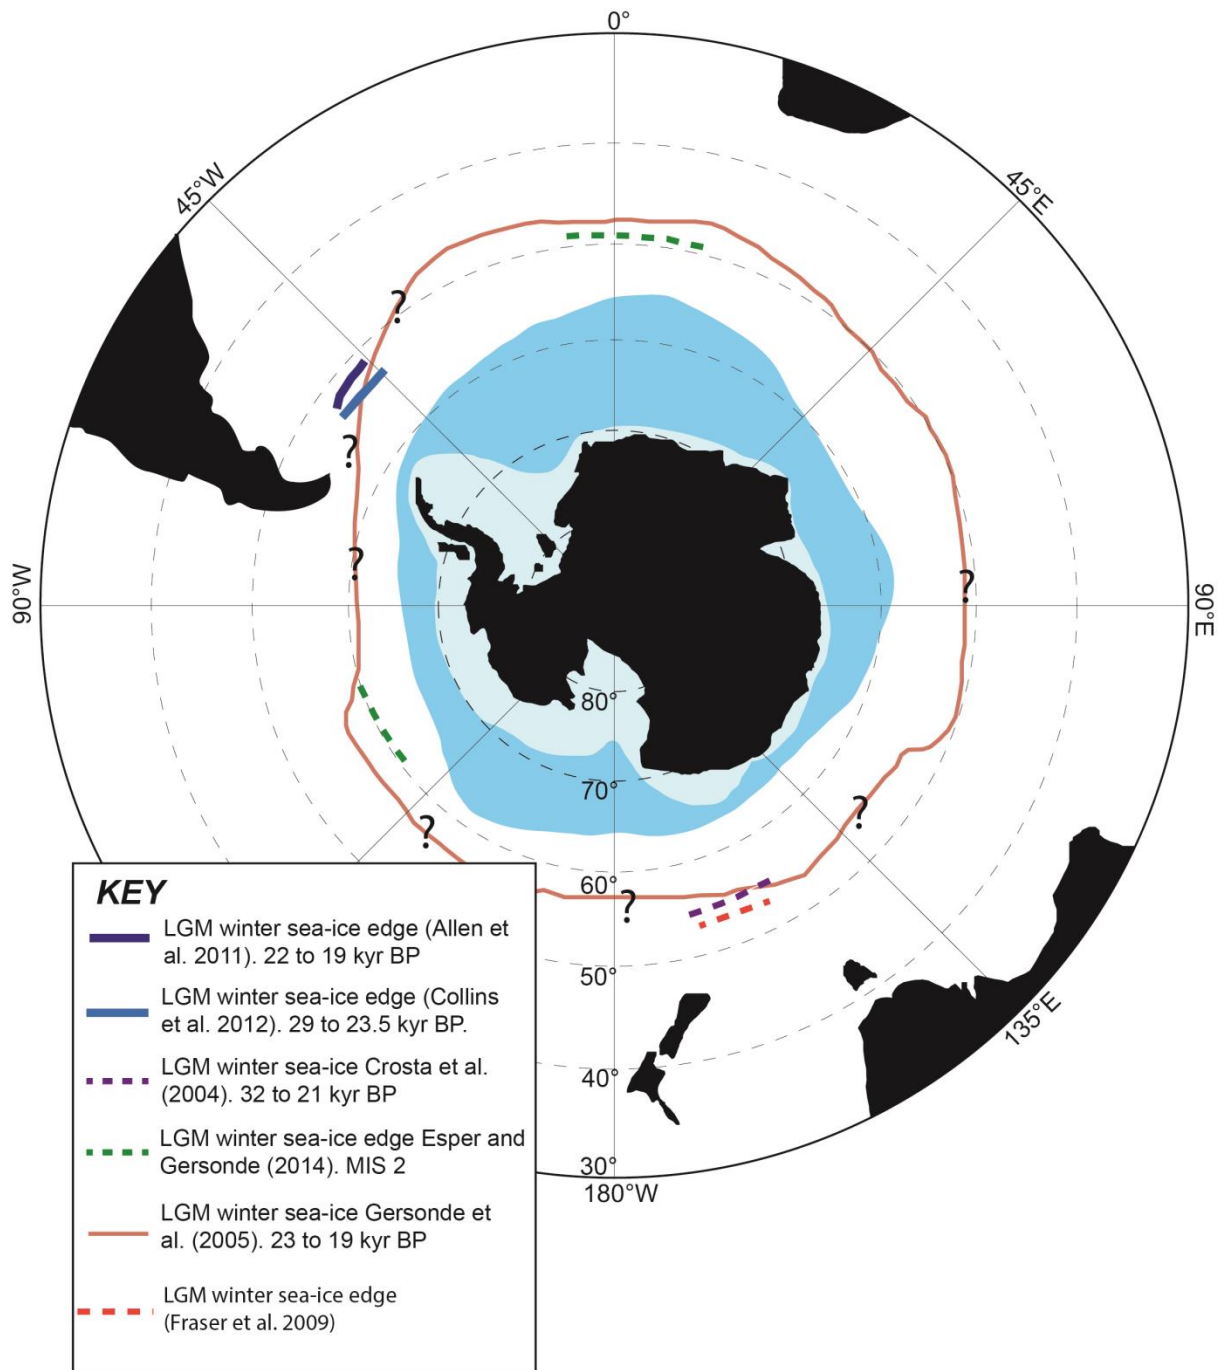 0°
45°W
45°E
?
?
?
?
90°W
90°E
80°
70°
?
?
60°
?
50°
40°
30°
180°W
135°E
KEY
LGM winter sea-ice edge (Allen et
al. 2011). 22 to 19 kyr BP
LGM winter sea-ice edge (Collins
et al. 2012). 29 to 23.5 kyr BP.
LGM winter sea-ice Crosta et al.
(2004). 32 to 21 kyr BP
LGM winter sea-ice edge Esper and
Gersonde (2014). MIS 2
LGM winter sea-ice Gersonde et
al. (2005). 23 to 19 kyr BP
LGM winter sea-ice edge
(Fraser et al. 2009)